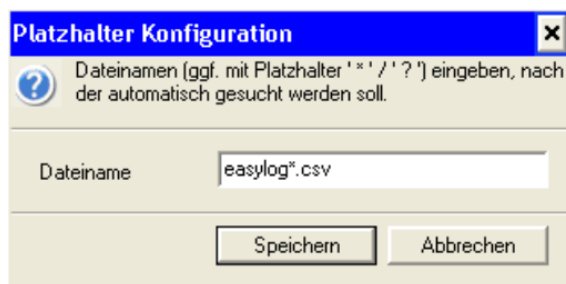 Platzhalter Konfiguration
Dateinamen (ggf. mit Platzhalter '*' / '?') eingeben, nach
der automatisch gesucht werden soll.
Dateiname
easylog*.csv
Speichern
Abbrechen